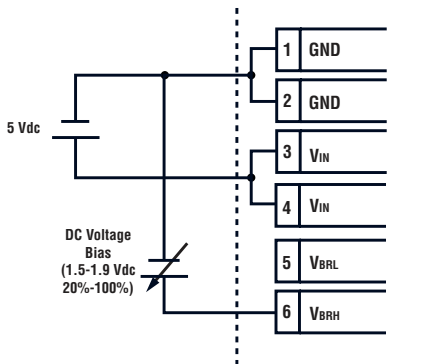 1 GND
2 GND
5 Vdc
3 VIN
4 VIN
DC Voltage
Bias
(1.5-1.9 Vdc
20%-100%)
5 VBRL
6 VBRH